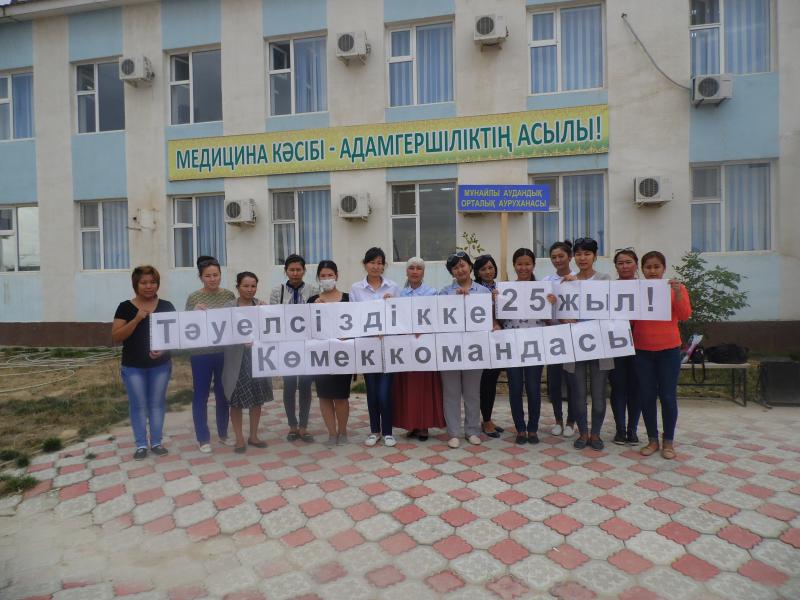 МЕДИЦИНА КӘСІБІ - АДАМГЕРШІЛІКТІҢ АСЫЛЫ!
МҰНАЙЛЫ АУДАНДЫҚ
ОРТАЛЫҚ АУРУХАНАСЫ
Тәуелсіздікке 25 жыл!
Көмек командасы